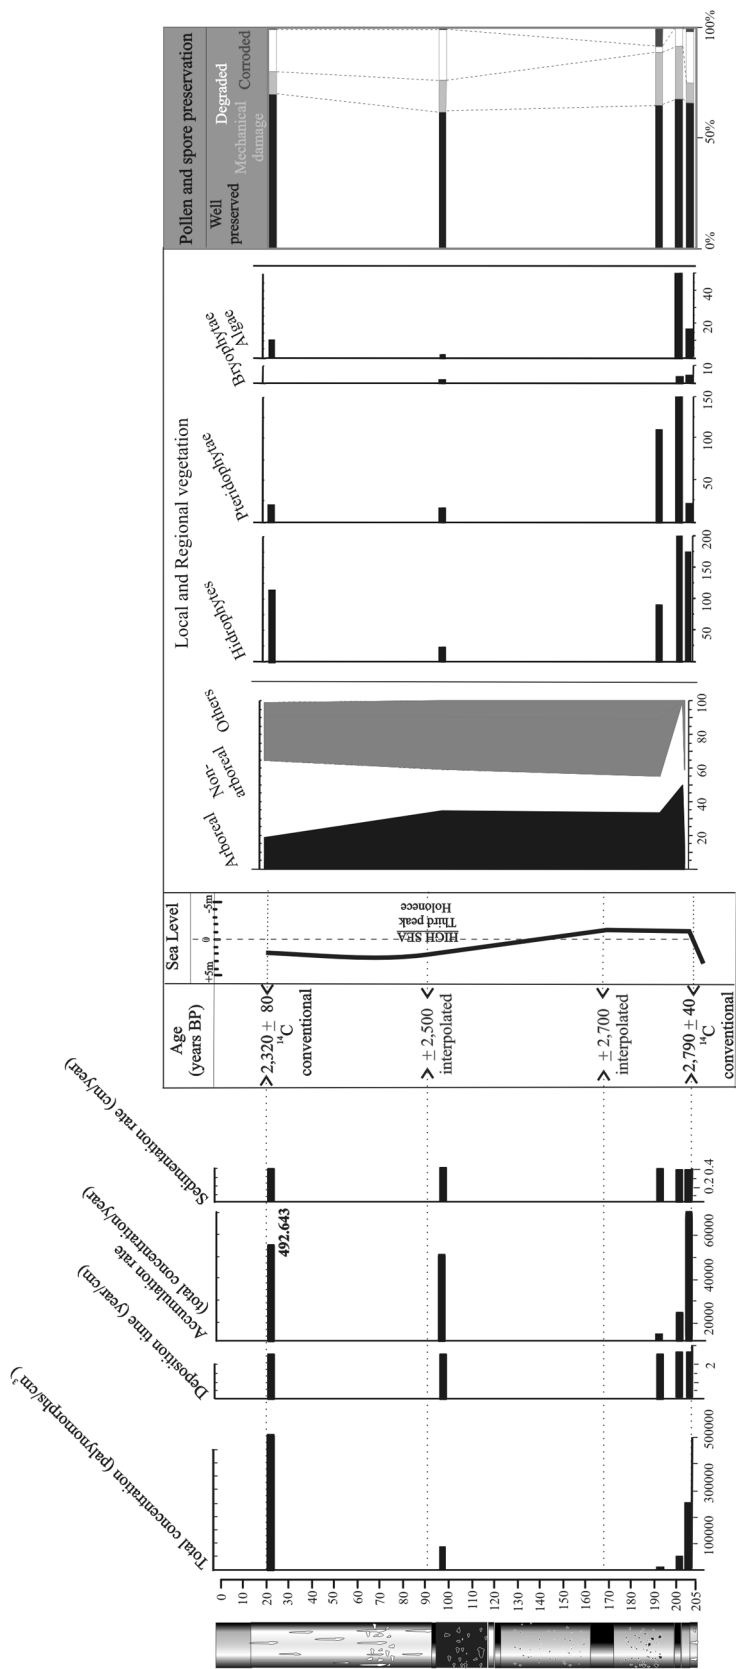 Total concentration (palynomorphs/cm³)
Deposition time (year/cm)
Accumulation rate
(total concentration/year)
Sedimentation rate (cm/year)
Age
(years BP)
Sea Level
Local and Regional vegetation
Pollen and spore preservation
+5m 0 -5m
Arboreal
Non-
arboreal
Others
Hidrophytes
Pteridophytae
Bryophytae
Algae
Well
preserved
Mechanical
damage
Degraded
Corroded
492.643
2,320 ± 80
¹⁴C
conventional
± 2,500
interpolated
± 2,700
interpolated
2,790 ± 40
¹⁴C
conventional
HIGH SEA
Third peak
Holonece
0
10
20
30
40
50
60
70
80
90
100
110
120
130
140
150
160
170
180
190
200
205
100000 300000 500000
2
20000 40000 60000
0.2 0.4
20 40 60 80 100
50 100 150 200
50 100 150
10
20 40
0% 50% 100%